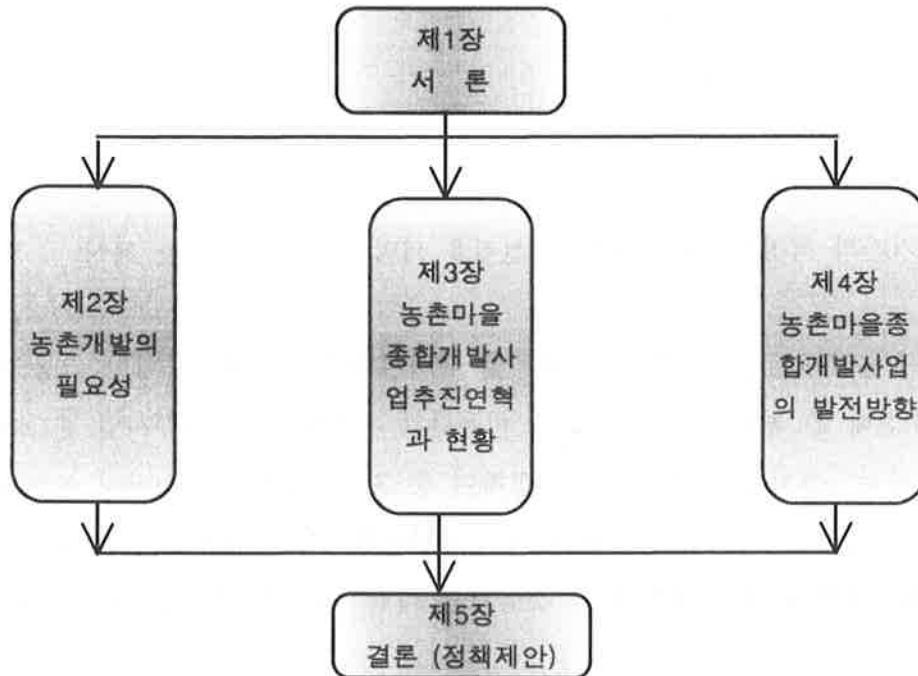 제1장
서 론
제2장
농촌개발의
필요성
제3장
농촌마을
종합개발사
업추진연혁
과 현황
제4장
농촌마을종
합개발사업
의 발전방향
제5장
결론 (정책제안)